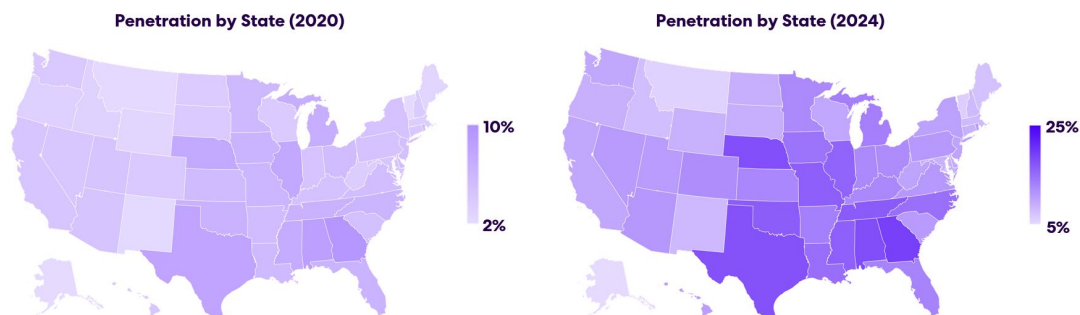 Penetration by State (2020)
10%
2%
Penetration by State (2024)
25%
5%